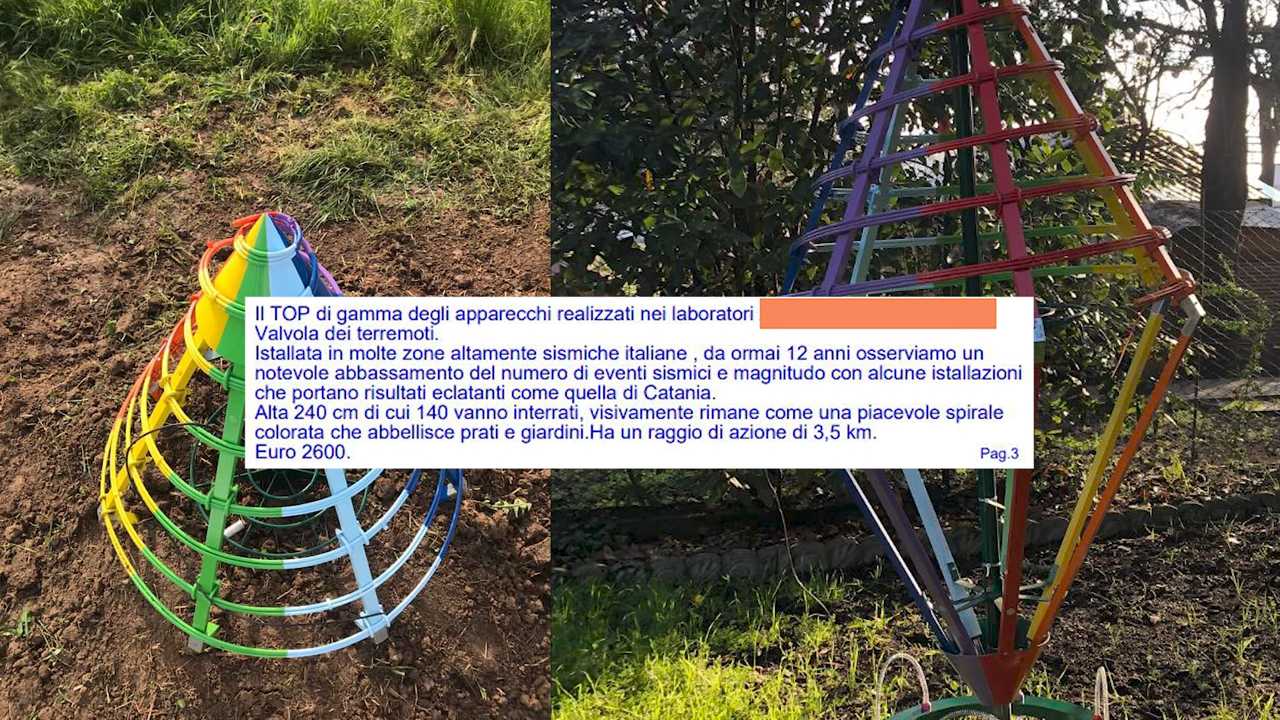 Il TOP di gamma degli apparecchi realizzati nei laboratori
Valvola dei terremoti.
Istallata in molte zone altamente sismiche italiane , da ormai 12 anni osserviamo un
notevole abbassamento del numero di eventi sismici e magnitudo con alcune istallazioni
che portano risultati eclatanti come quella di Catania.
Alta 240 cm di cui 140 vanno interrati, visivamente rimane come una piacevole spirale
colorata che abbellisce prati e giardini.Ha un raggio di azione di 3,5 km.
Euro 2600.
Pag.3